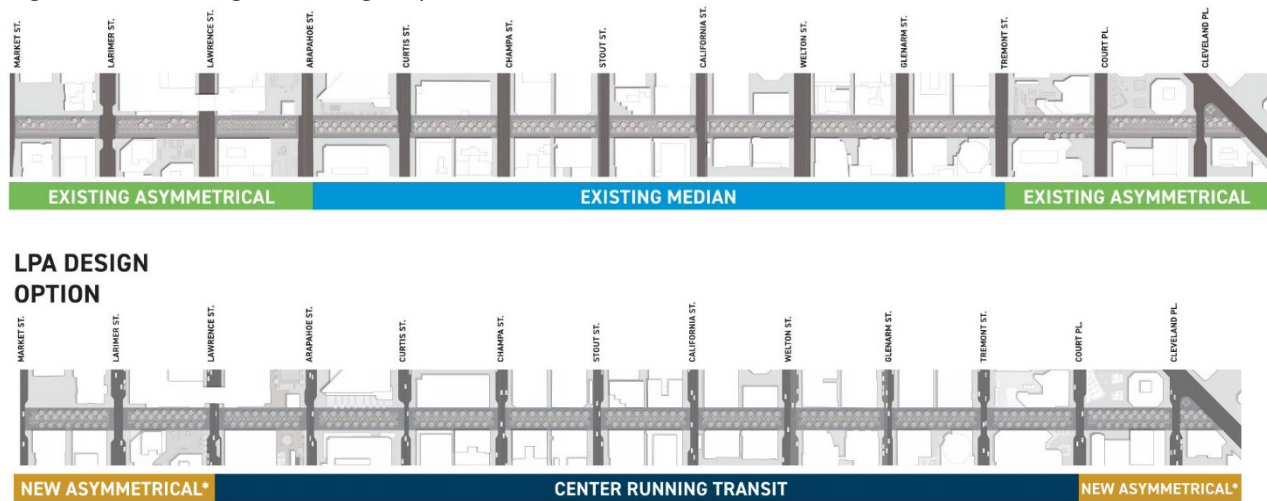 MARKET ST.
LARIMER ST.
LAWRENCE ST.
ARAPAHOE ST.
CURTIS ST.
CHAMPA ST.
STOUT ST.
CALIFORNIA ST.
WELTON ST.
GLENARM ST.
TREMONT ST.
COURT PL.
CLEVELAND PL.
EXISTING ASYMMETRICAL
EXISTING MEDIAN
EXISTING ASYMMETRICAL
LPA DESIGN
OPTION
MARKET ST.
LARIMER ST.
LAWRENCE ST.
ARAPAHOE ST.
CURTIS ST.
CHAMPA ST.
STOUT ST.
CALIFORNIA ST.
WELTON ST.
GLENARM ST.
TREMONT ST.
COURT PL.
CLEVELAND PL.
NEW ASYMMETRICAL*
CENTER RUNNING TRANSIT
NEW ASYMMETRICAL*